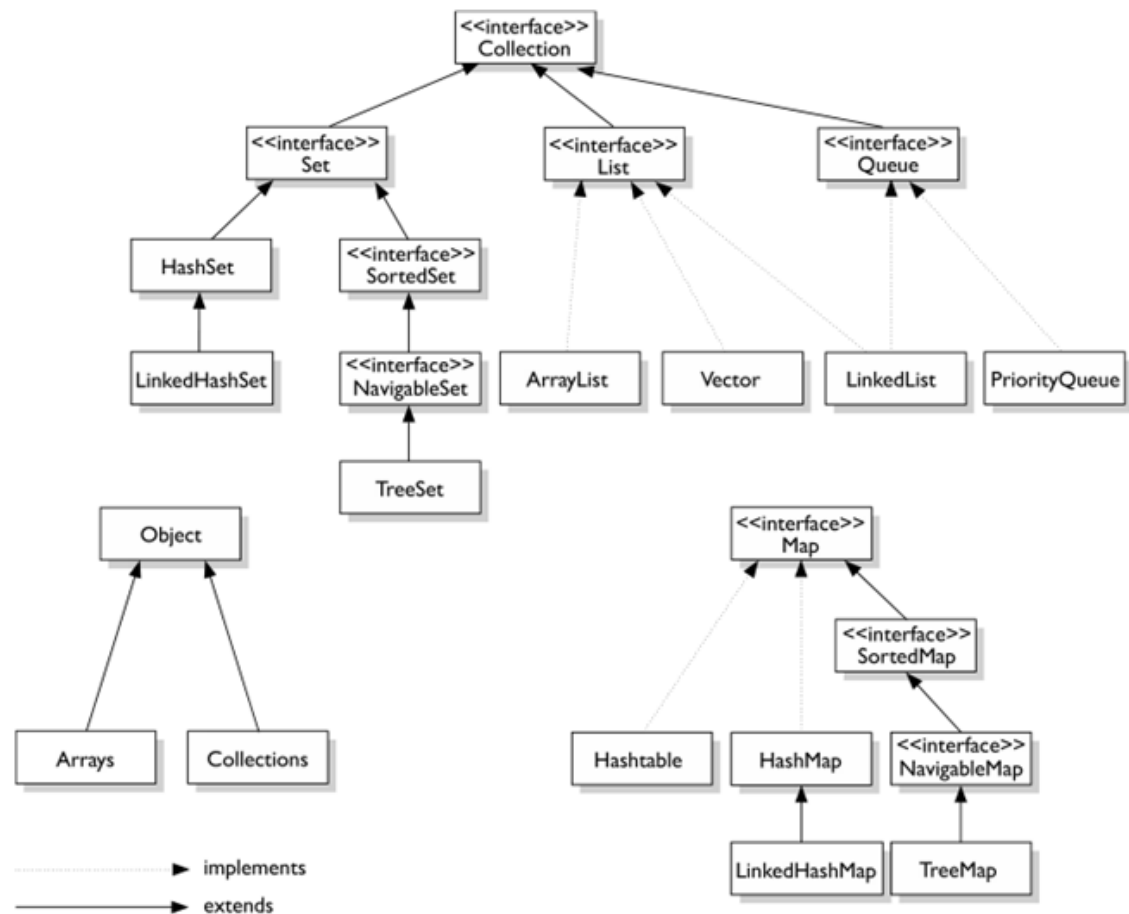 <<interface>>
Collection
<<interface>>
Set
<<interface>>
List
<<interface>>
Queue
HashSet
<<interface>>
SortedSet
LinkedHashSet
<<interface>>
NavigableSet
ArrayList
Vector
LinkedList
PriorityQueue
TreeSet
Object
<<interface>>
Map
<<interface>>
SortedMap
Arrays
Collections
Hashtable
HashMap
<<interface>>
NavigableMap
LinkedHashMap
TreeMap
implements
extends